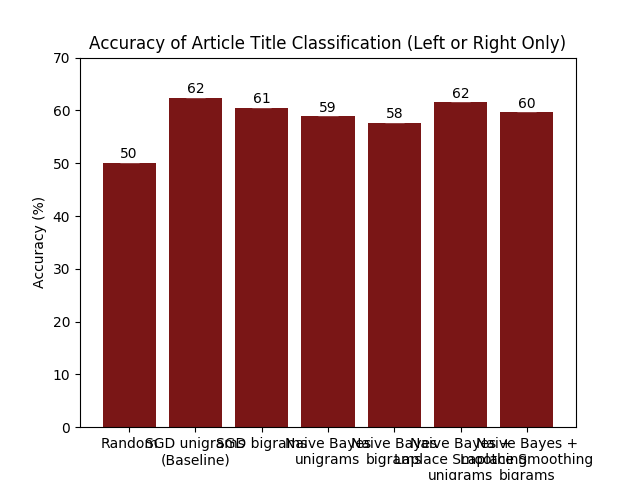 Accuracy of Article Title Classification (Left or Right Only)
70
60
50
40
30
20
10
0
Accuracy (%)
50
62
61
59
58
62
60
Random
SGD unigrams
(Baseline)
SGD bigrams
Naive Bayes
unigrams
Naive Bayes
bigrams
Naive Bayes +
Laplace Smoothing
unigrams
Naive Bayes +
Laplace Smoothing
bigrams